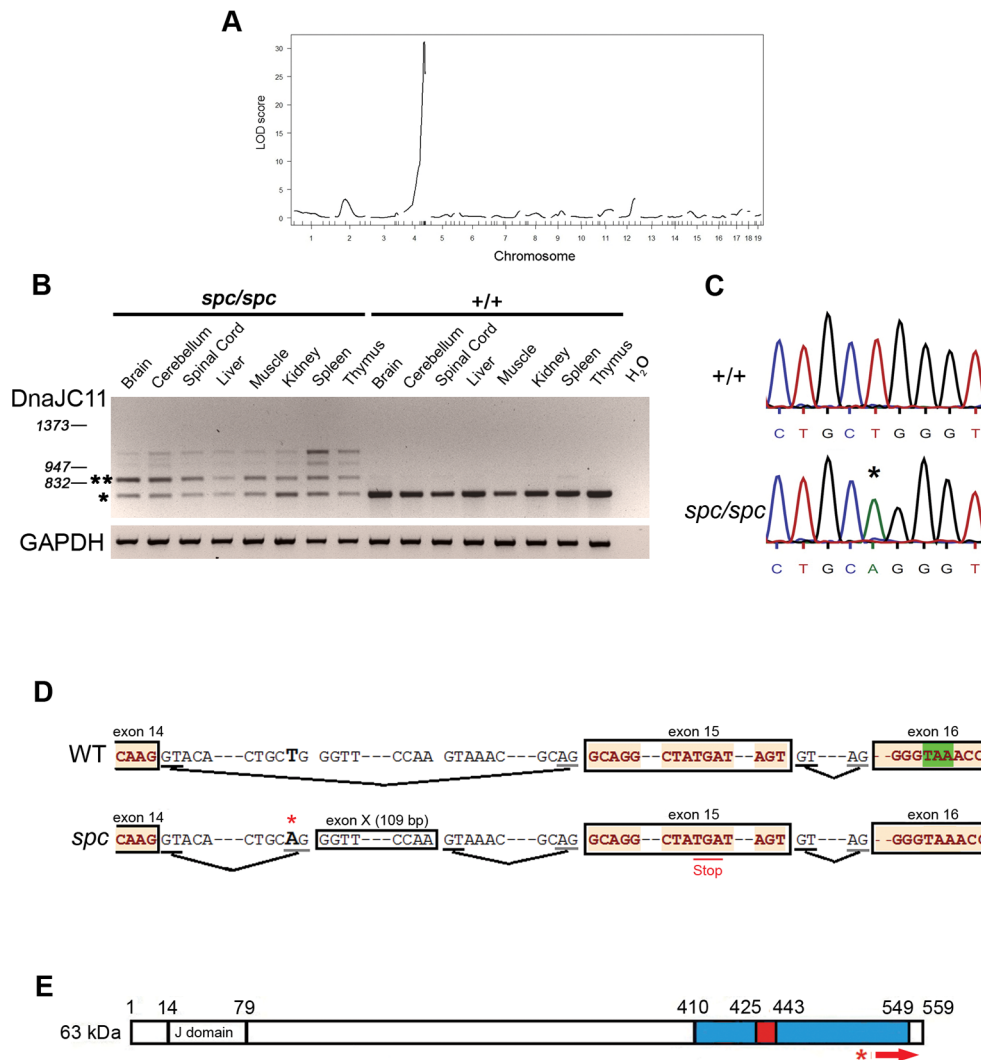 A
LOD score
30
25
20
15
10
5
0
1 2 3 4 5 6 7 8 9 10 11 12 13 14 15 16 17 18 19
Chromosome
B
spc/spc +/+
Brain Cerebellum Spinal Cord Liver Muscle Kidney Spleen Thymus Brain Cerebellum Spinal Cord Liver Muscle Kidney Spleen Thymus H2O
DnaJC11
1373
947
832
**
*
GAPDH
C
+/+
C T G C T G G G T
*
spc/spc
C T G C A G G G T
D
exon 14 exon 15 exon 16
WT CAAG GTACA---CTGCTG GGTT---CCAA GTAAAC---GCAG GCAGG--CTATGAT--AGT GT---AG --GGGTAAACC
*
exon 14 exon X (109 bp) exon 15 exon 16
spc CAAG GTACA---CTGCAG GGTT---CCAA GTAAAC---GCAG GCAGG--CTATGAT--AGT GT---AG --GGGTAAACC
Stop
E
1 14 79 410 425 443 549 559
63 kDa J domain
*